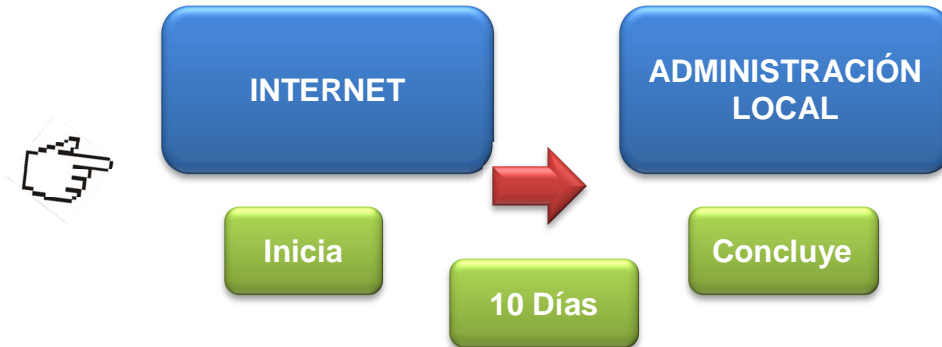 INTERNET
ADMINISTRACIÓN
LOCAL
Inicia
Concluye
10 Días